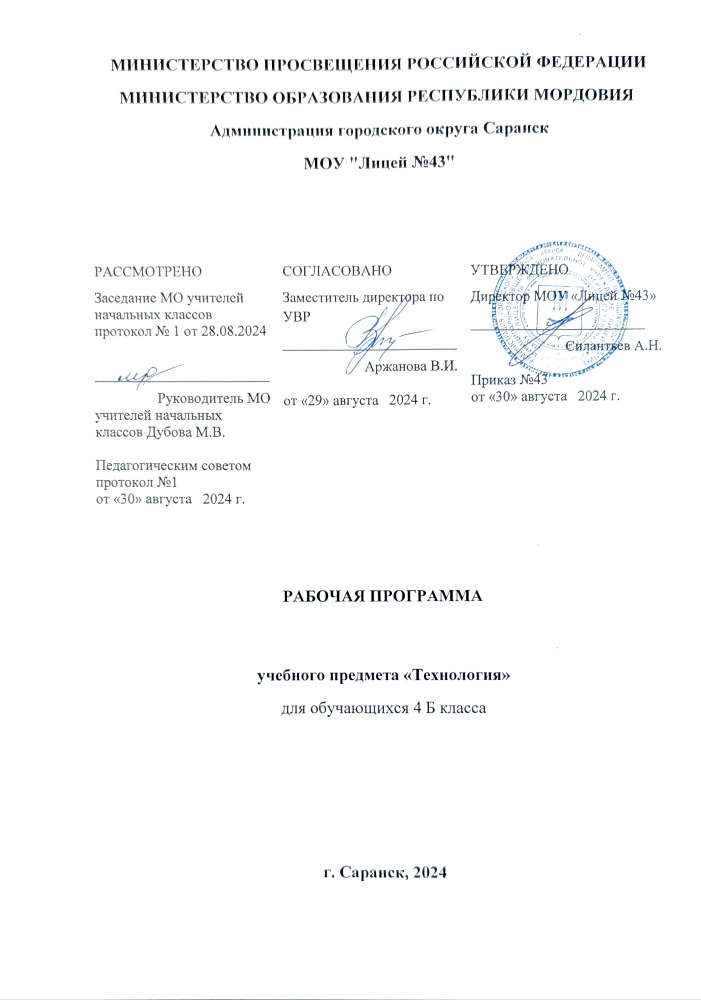 МИНИСТЕРСТВО ПРОСВЕЩЕНИЯ РОССИЙСКОЙ ФЕДЕРАЦИИ
МИНИСТЕРСТВО ОБРАЗОВАНИЯ РЕСПУБЛИКИ МОРДОВИЯ
Администрация городского округа Саранск
МОУ "Лицей №43"
РАССМОТРЕНО
Заседание МО учителей
начальных классов
протокол № 1 от 28.08.2024
Руководитель МО
учителей начальных
классов Дубова М.В.
Педагогическим советом
протокол №1
от «30» августа 2024 г.
СОГЛАСОВАНО
Заместитель директора по
УВР
Аржанова В.И.
от «29» августа 2024 г.
УТВЕРЖДЕНО
Директор МОУ «Лицей №43»
Силантьев А.Н.
Приказ №43
от «30» августа 2024 г.
РАБОЧАЯ ПРОГРАММА
учебного предмета «Технология»
для обучающихся 4 Б класса
г. Саранск, 2024